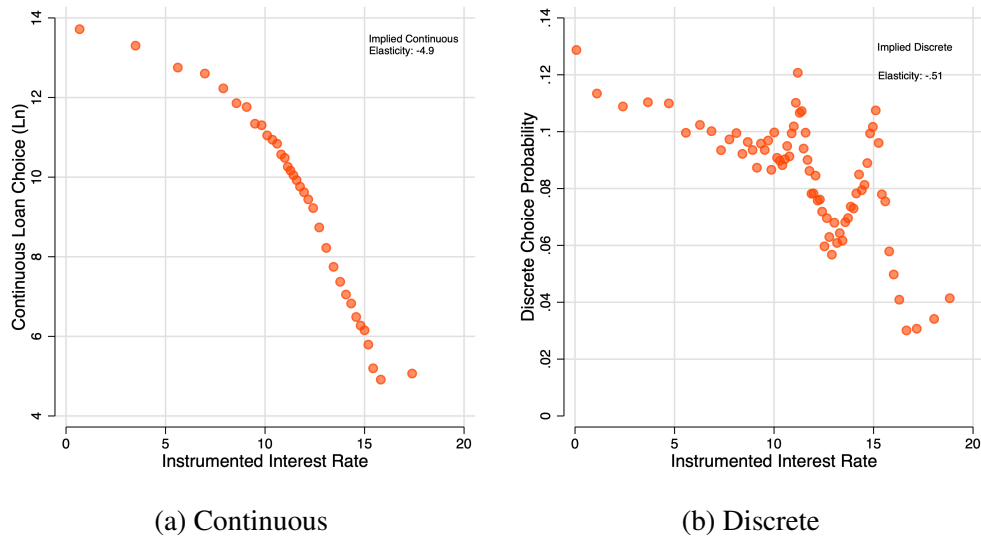 14
12
10
8
6
4
Continuous Loan Choice (Ln)
Implied Continuous
Elasticity: -4.9
0 5 10 15 20
Instrumented Interest Rate
(a) Continuous
.14
.12
.1
.08
.06
.04
.02
0
Discrete Choice Probability
Implied Discrete
Elasticity: -.51
0 5 10 15 20
Instrumented Interest Rate
(b) Discrete